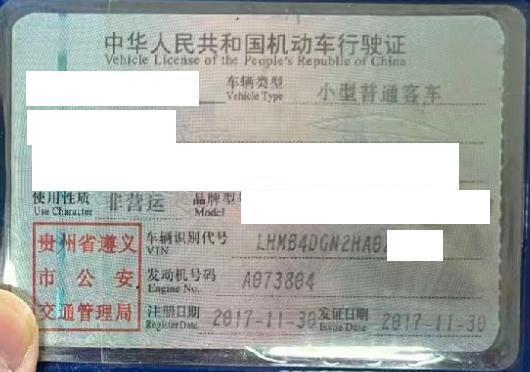 中华人民共和国机动车行驶证
Vehicle License of the People's Republic of China
车辆类型 小型普通客车
Vehicle Type
使用性质 非营运 品牌型
Use Character Model
贵州省遵义
市公安
交通管理局
车辆识别代号 LHMB4DGN2HA0
VIN
发动机号码 A073804
Engine No.
注册日期 2017-11-30 发证日期 2017-11-30
Register Date Issue Date